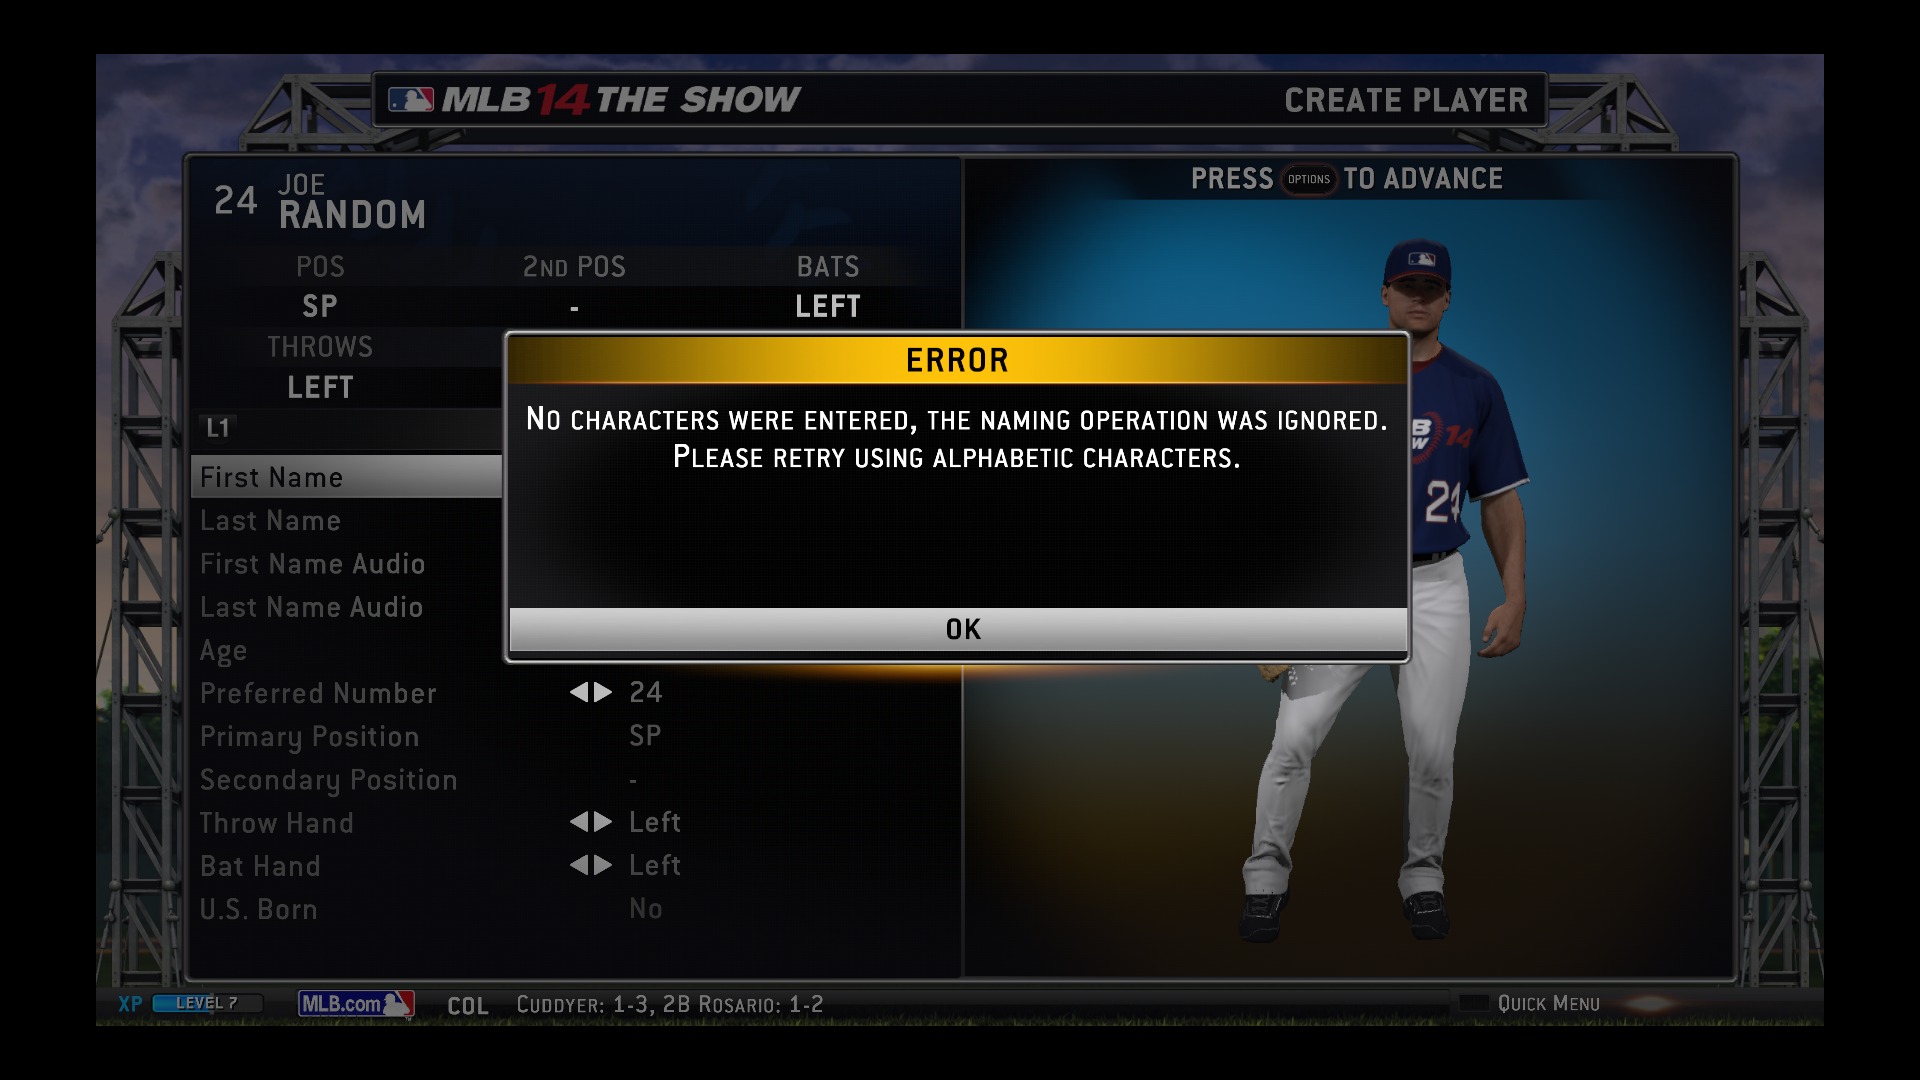 MLB 14 THE SHOW
CREATE PLAYER
24 JOE
RANDOM
PRESS OPTIONS TO ADVANCE
POS 2ND POS BATS
SP - LEFT
THROWS
LEFT
L1
ERROR
NO CHARACTERS WERE ENTERED, THE NAMING OPERATION WAS IGNORED.
PLEASE RETRY USING ALPHABETIC CHARACTERS.
OK
First Name
Last Name
First Name Audio
Last Name Audio
Age
Preferred Number 24
Primary Position SP
Secondary Position -
Throw Hand Left
Bat Hand Left
U.S. Born No
14
24
XP LEVEL 7 MLB.com COL CUDDYER: 1-3, 2B ROSARIO: 1-2 QUICK MENU